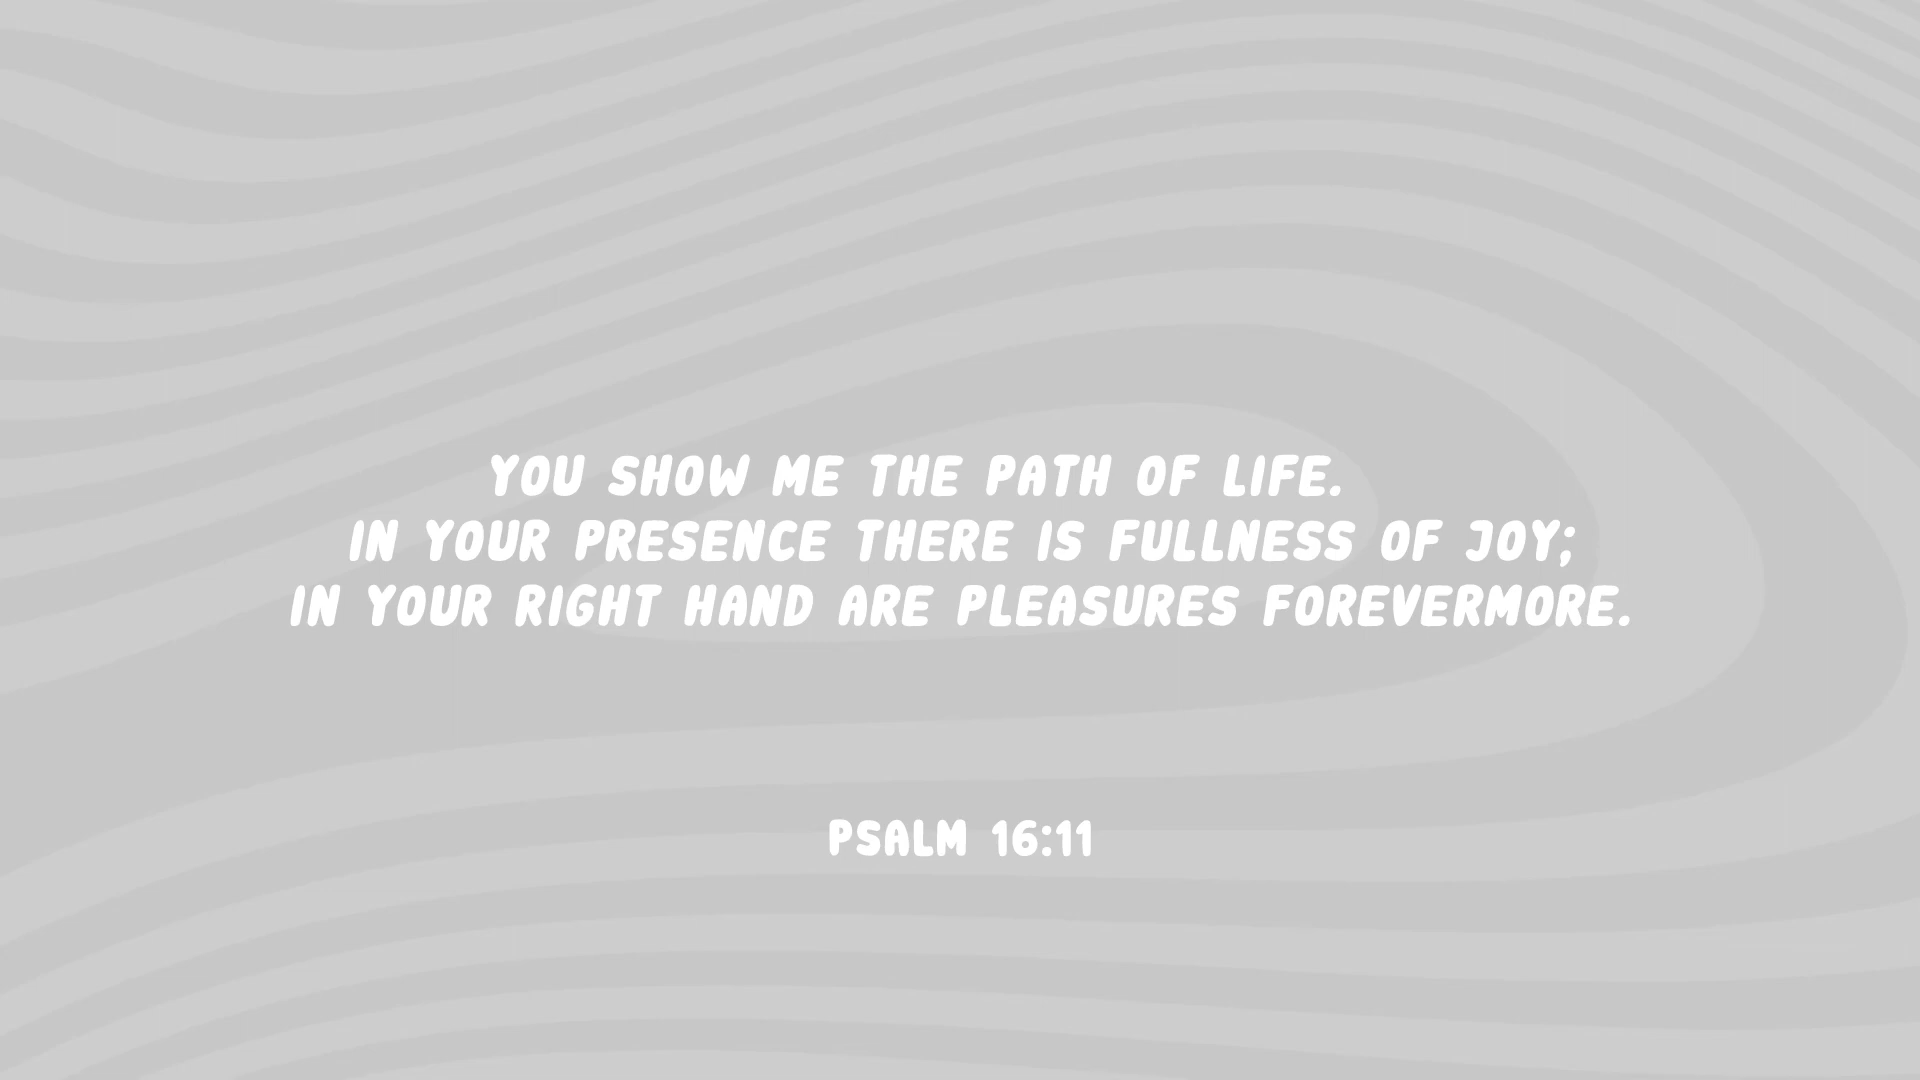 YOU SHOW ME THE PATH OF LIFE.
IN YOUR PRESENCE THERE IS FULLNESS OF JOY;
IN YOUR RIGHT HAND ARE PLEASURES FOREVERMORE.
PSALM 16:11